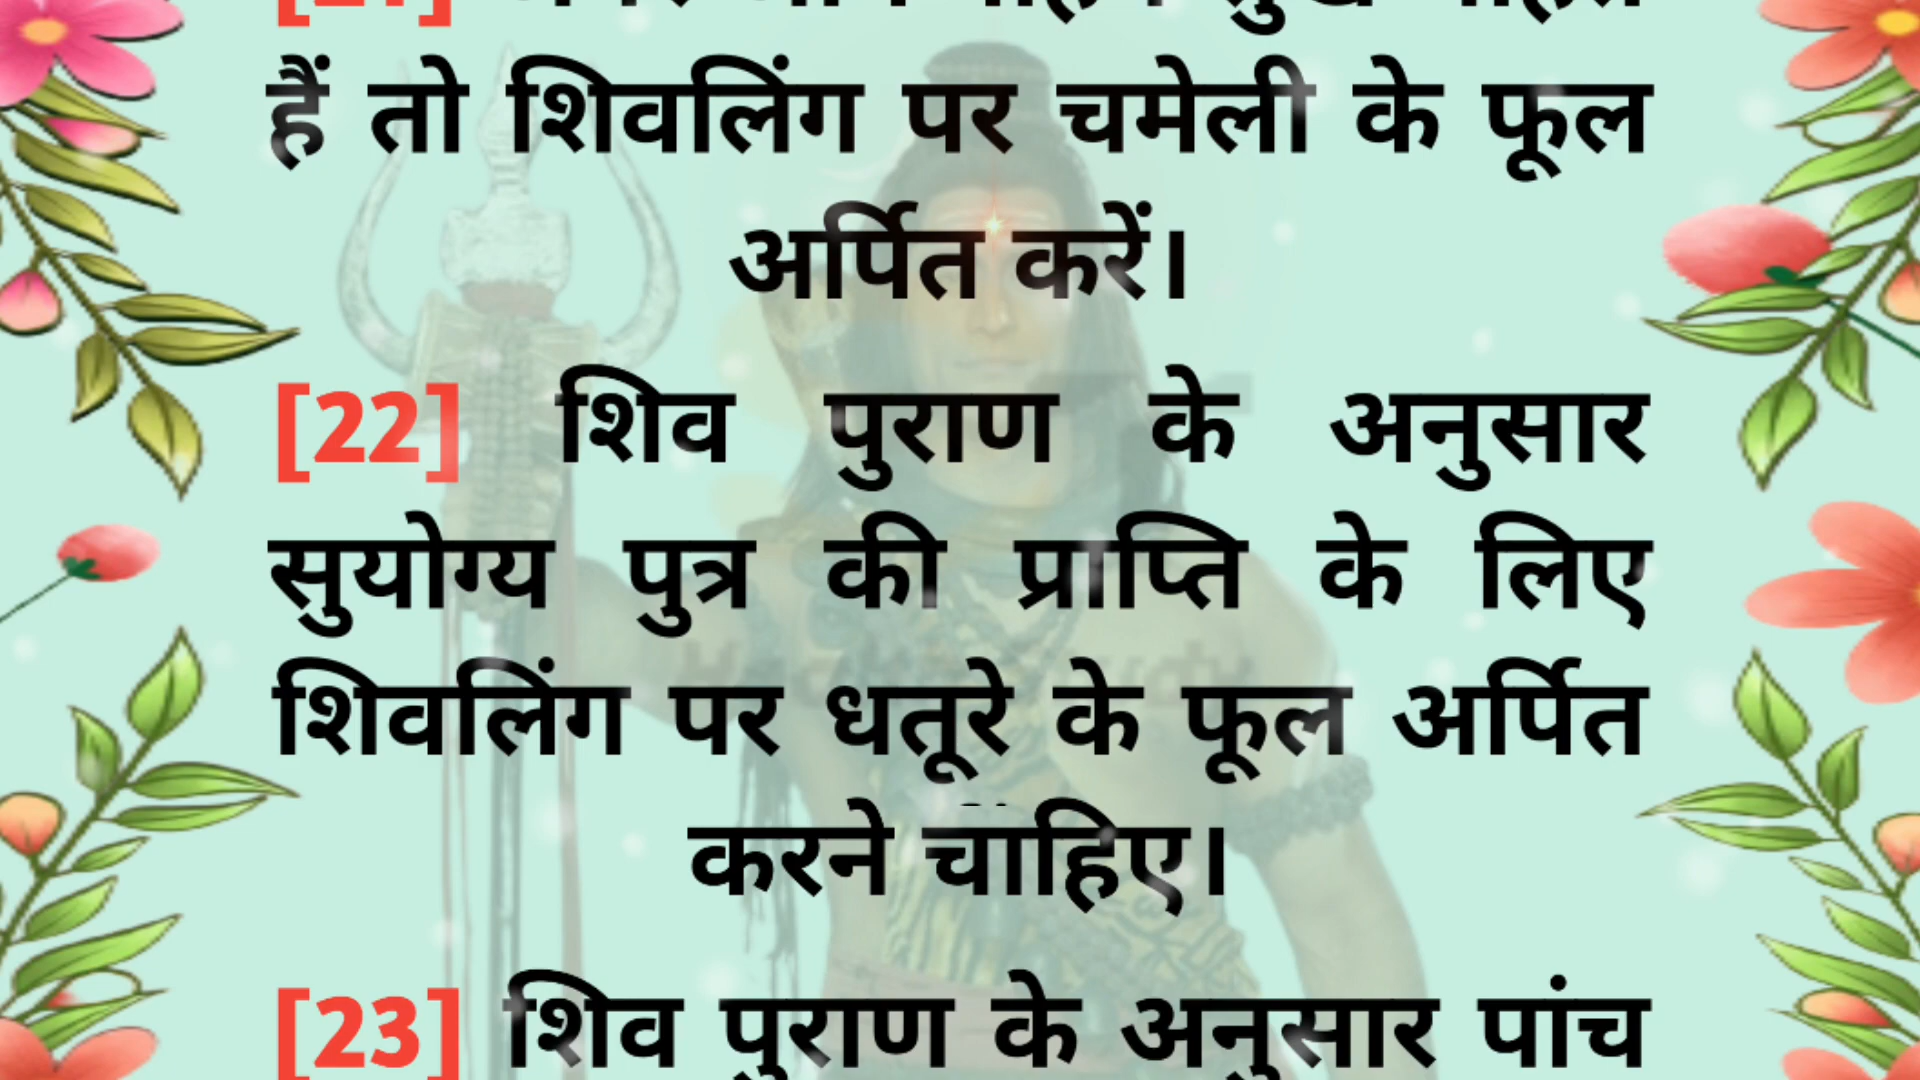 हैं तो शिवलिंग पर चमेली के फूल
अर्पित करें।
[22] शिव पुराण के अनुसार
सुयोग्य पुत्र की प्राप्ति के लिए
शिवलिंग पर धतूरे के फूल अर्पित
करने चाहिए।
[23] शिव पुराण के अनुसार पांच